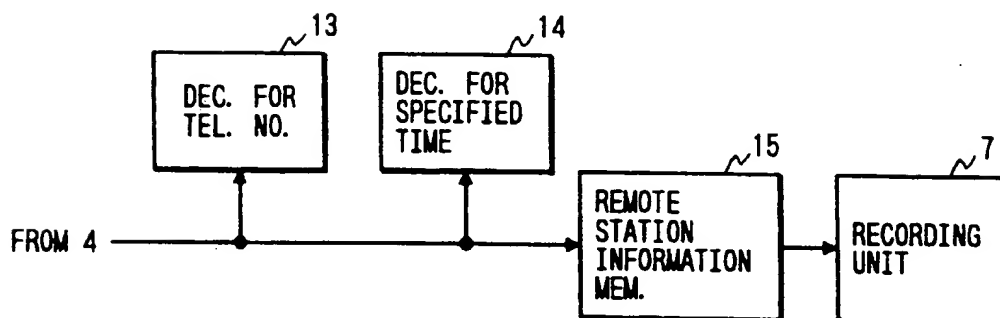 13
DEC. FOR
TEL. NO.
14
DEC. FOR
SPECIFIED
TIME
FROM 4
15
REMOTE
STATION
INFORMATION
MEM.
7
RECORDING
UNIT